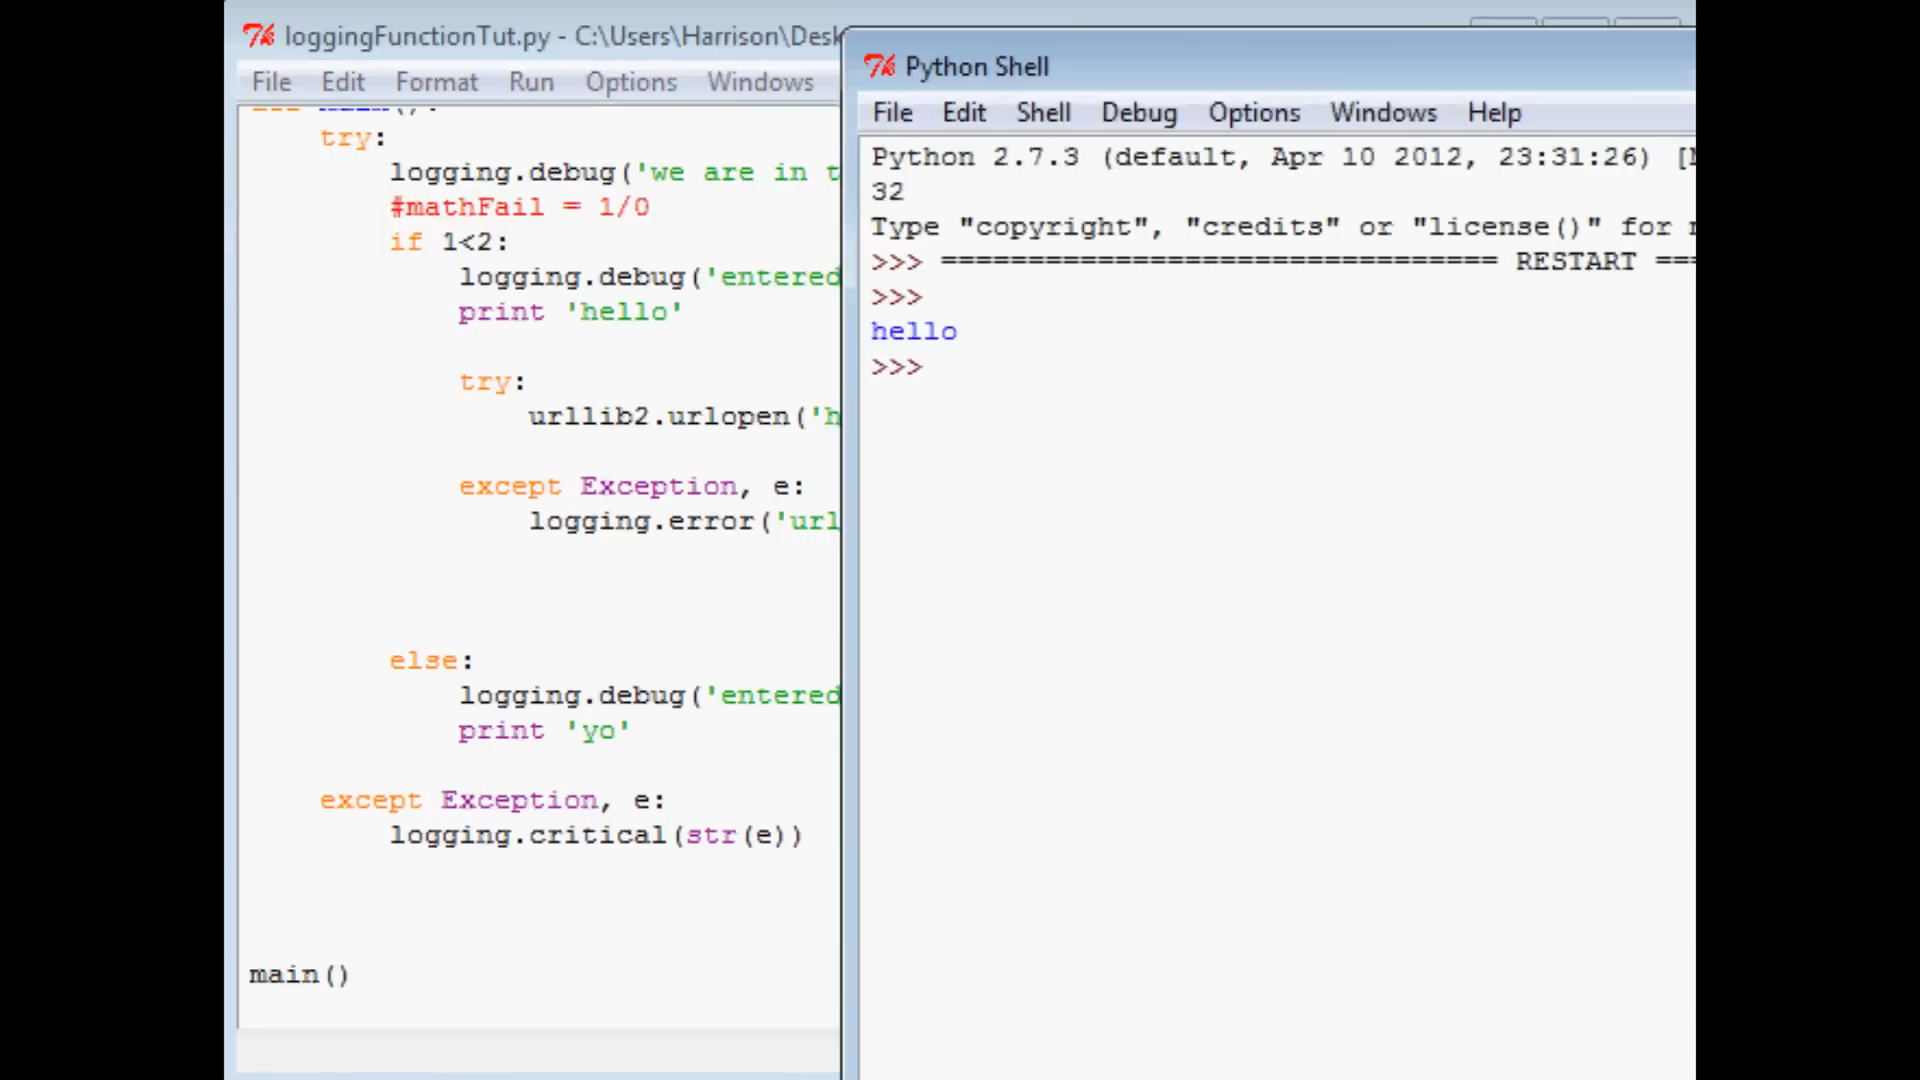 loggingFunctionTut.py - C:\Users\Harrison\Desk
File Edit Format Run Options Windows
try:
logging.debug('we are in t
#mathFail = 1/0
if 1<2:
logging.debug('entered
print 'hello'
try:
urllib2.urlopen('h
except Exception, e:
logging.error('url
else:
logging.debug('entered
print 'yo'
except Exception, e:
logging.critical(str(e))
main()
Python Shell
File Edit Shell Debug Options Windows Help
Python 2.7.3 (default, Apr 10 2012, 23:31:26) [
32
Type "copyright", "credits" or "license()" for
>>> ================================ RESTART ===
>>>
hello
>>>